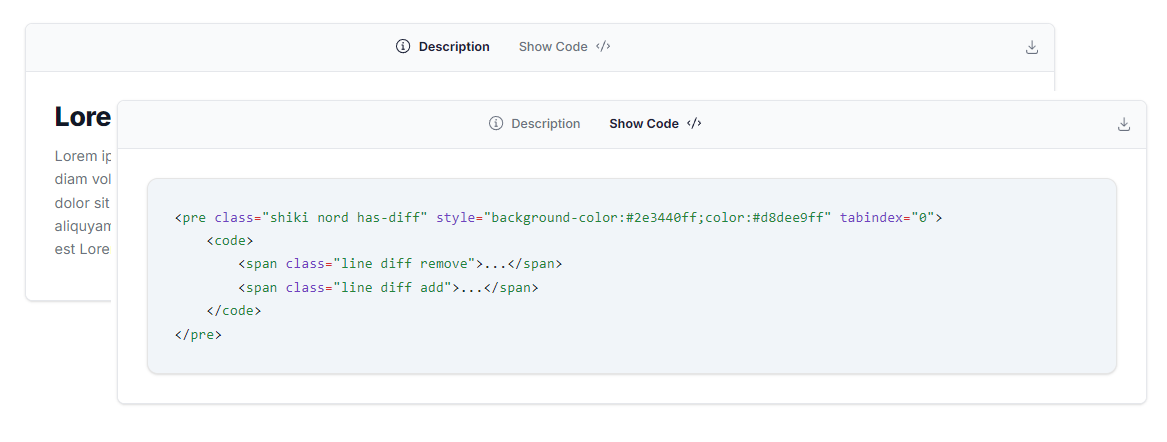 Description Show Code </>
Lore
Lorem ip
diam vol
dolor sit
aliquyam
est Lore
Description Show Code </>
<pre class="shiki nord has-diff" style="background-color:#2e3440ff;color:#d8dee9ff" tabindex="0">
    <code>
        <span class="line diff remove">...</span>
        <span class="line diff add">...</span>
    </code>
</pre>